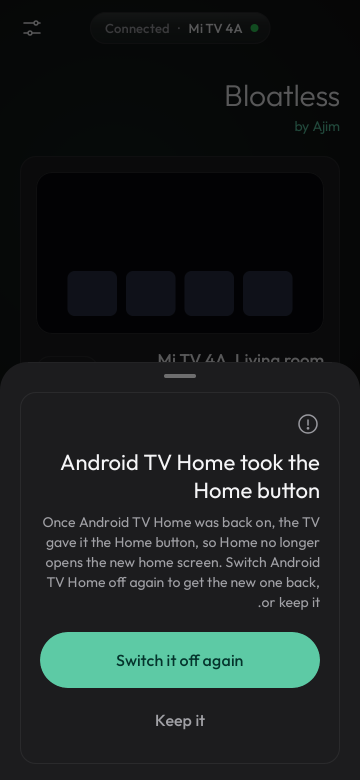 Connected · Mi TV 4A
Bloatless
by Ajim
Mi TV 4A, Living room
Android TV Home took the
Home button
Once Android TV Home was back on, the TV
gave it the Home button, so Home no longer
opens the new home screen. Switch Android
TV Home off again to get the new one back,
.or keep it
Switch it off again
Keep it